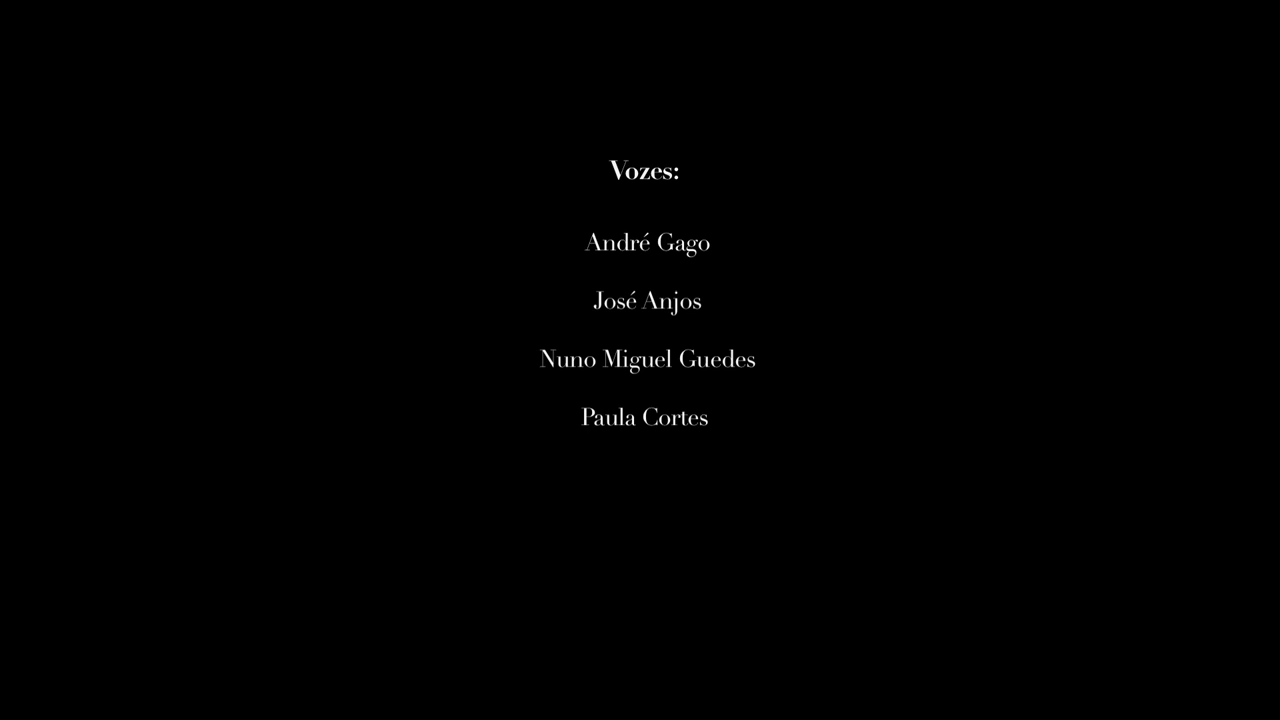 Vozes:
André Gago
José Anjos
Nuno Miguel Guedes
Paula Cortes